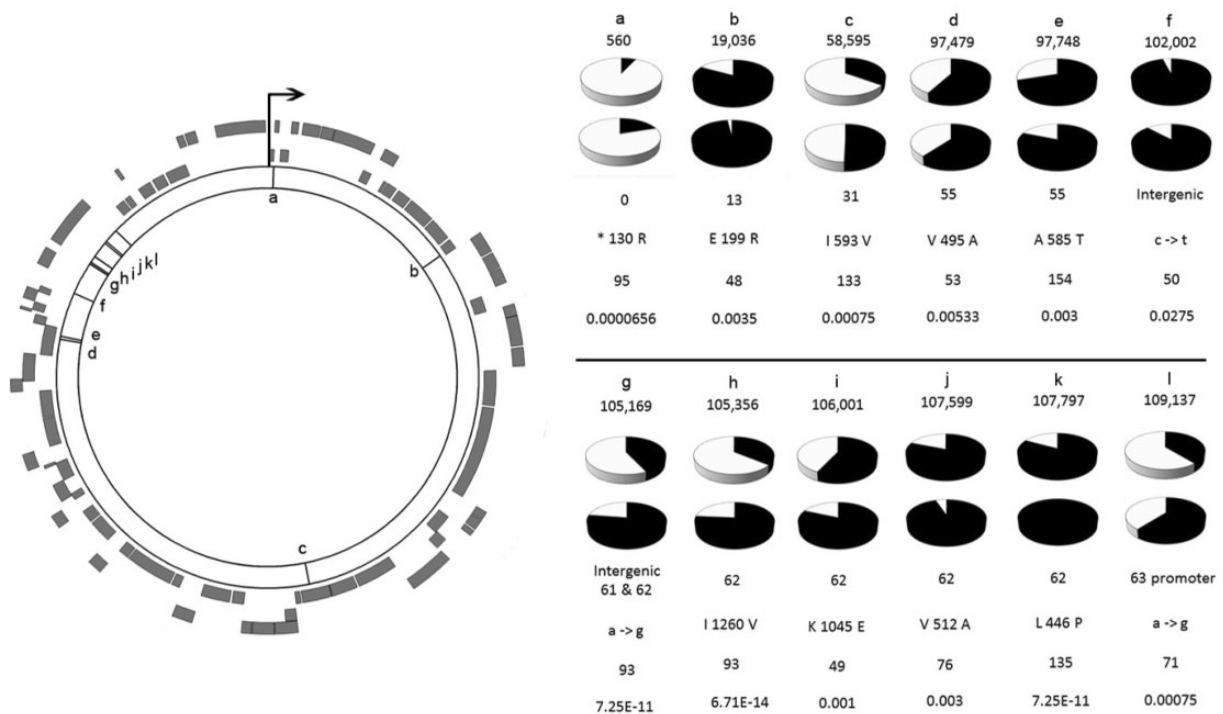 a b c d e f
560 19,036 58,595 97,479 97,748 102,002
0 13 31 55 55 Intergenic
* 130 R E 199 R I 593 V V 495 A A 585 T c -> t
95 48 133 53 154 50
0.0000656 0.0035 0.00075 0.00533 0.003 0.0275
g h i j k l
105,169 105,356 106,001 107,599 107,797 109,137
Intergenic 61 & 62 62 62 62 62 63 promoter
a -> g I 1260 V K 1045 E V 512 A L 446 P a -> g
93 93 49 76 135 71
7.25E-11 6.71E-14 0.001 0.003 7.25E-11 0.00075
a
b
c
d
e
f
g h i j k l